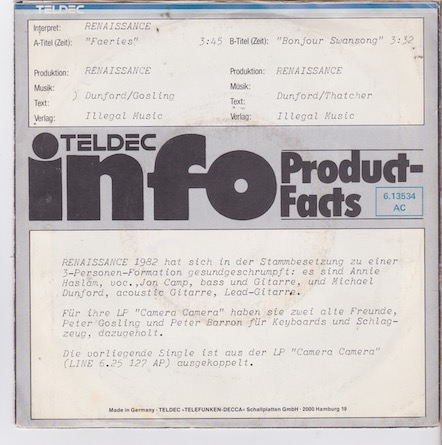 TELDEC
Interpret: RENAISSANCE
A-Titel (Zeit): "Faeries" 3:45 B-Titel (Zeit): "Bonjour Swansong" 3:32
Produktion: RENAISSANCE Produktion: RENAISSANCE
Musik: Musik:
Text: ) Dunford/Gosling Text: Dunford/Thatcher
Verlag: Illegal Music Verlag: Illegal Music
TELDEC
info Product-
Facts
6.13534
AC
RENAISSANCE 1982 hat sich in der Stammbesetzung zu einer
3-Personen-Formation gesundgeschrumpft: es sind Annie
Haslam, voc.,Jon Camp, bass und Gitarre, und Michael
Dunford, acoustic Gitarre, Lead-Gitarre.
Für ihre LP "Camera Camera" haben sie zwei alte Freunde,
Peter Gosling und Peter Barron für Keyboards und Schlag-
zeug, dazugeholt.
Die vorliegende Single ist aus der LP "Camera Camera"
(LINE 6.25 127 AP) ausgekoppelt.
Made in Germany · TELDEC »TELEFUNKEN-DECCA« Schallplatten GmbH · 2000 Hamburg 19